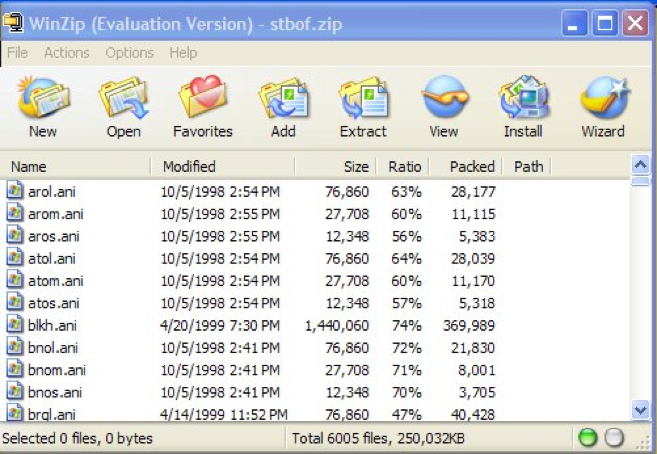 WinZip (Evaluation Version) - stbof.zip
File Actions Options Help
New Open Favorites Add Extract View Install Wizard
Name Modified Size Ratio Packed Path
arol.ani 10/5/1998 2:54 PM 76,860 63% 28,177
arom.ani 10/5/1998 2:55 PM 27,708 60% 11,115
aros.ani 10/5/1998 2:55 PM 12,348 56% 5,383
atol.ani 10/5/1998 2:54 PM 76,860 64% 28,039
atom.ani 10/5/1998 2:54 PM 27,708 60% 11,170
atos.ani 10/5/1998 2:54 PM 12,348 57% 5,318
blkh.ani 4/20/1999 7:30 PM 1,440,060 74% 369,989
bnol.ani 10/5/1998 2:41 PM 76,860 72% 21,830
bnom.ani 10/5/1998 2:41 PM 27,708 71% 8,001
bnos.ani 10/5/1998 2:41 PM 12,348 70% 3,705
brgl.ani 4/14/1999 11:52 PM 76,860 47% 40,428
Selected 0 files, 0 bytes Total 6005 files, 250,032KB